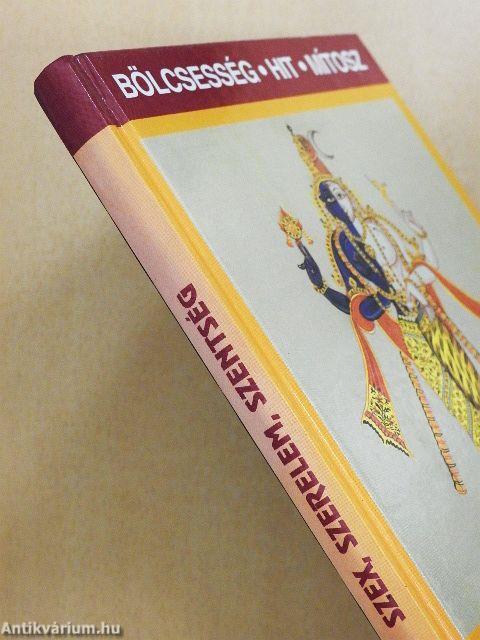 BÖLCSESSÉG • HIT • MÍTOSZ
SZEX, SZERELEM, SZENTSÉG
Antikvárium.hu